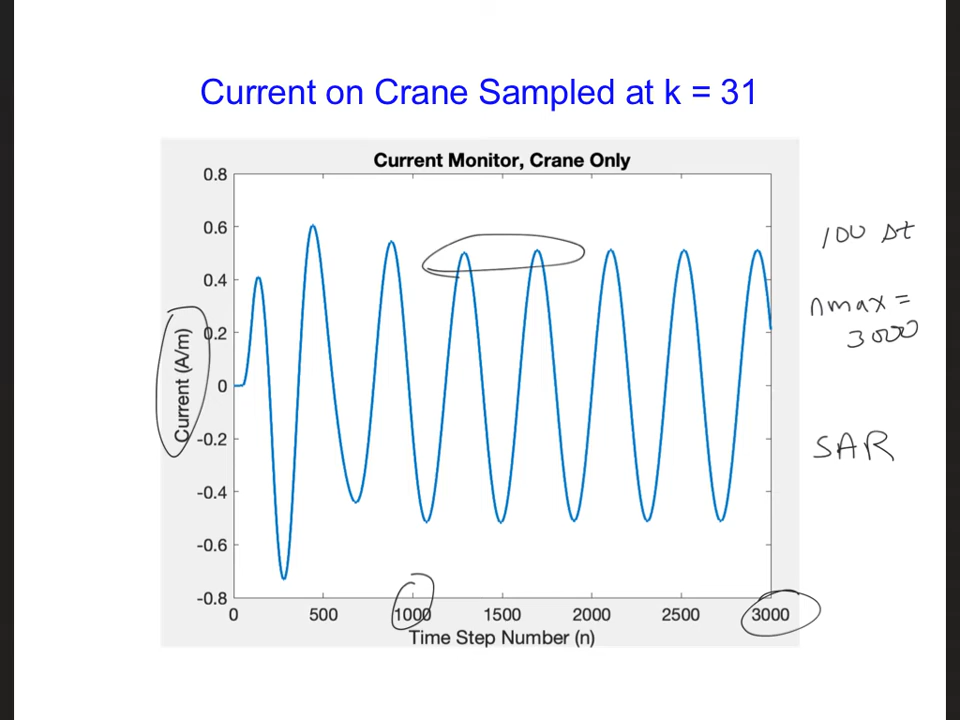 Current on Crane Sampled at k = 31
Current Monitor, Crane Only
0.8
0.6
0.4
0.2
0
-0.2
-0.4
-0.6
-0.8
Current (A/m)
0 500 1000 1500 2000 2500 3000
Time Step Number (n)
100 Δt
nmax =
3000
SAR